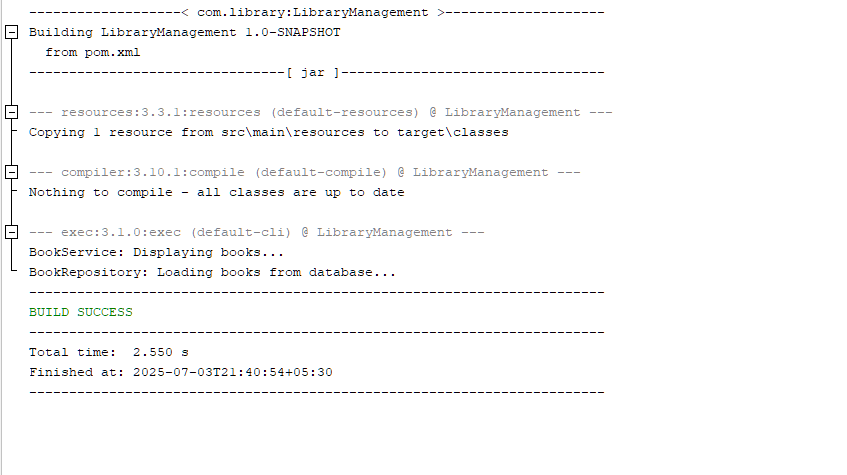 -------------------< com.library:LibraryManagement >--------------------
Building LibraryManagement 1.0-SNAPSHOT
  from pom.xml
--------------------------------[ jar ]---------------------------------
--- resources:3.3.1:resources (default-resources) @ LibraryManagement ---
Copying 1 resource from src\main\resources to target\classes
--- compiler:3.10.1:compile (default-compile) @ LibraryManagement ---
Nothing to compile - all classes are up to date
--- exec:3.1.0:exec (default-cli) @ LibraryManagement ---
BookService: Displaying books...
BookRepository: Loading books from database...
------------------------------------------------------------------------
BUILD SUCCESS
------------------------------------------------------------------------
Total time:  2.550 s
Finished at: 2025-07-03T21:40:54+05:30
------------------------------------------------------------------------